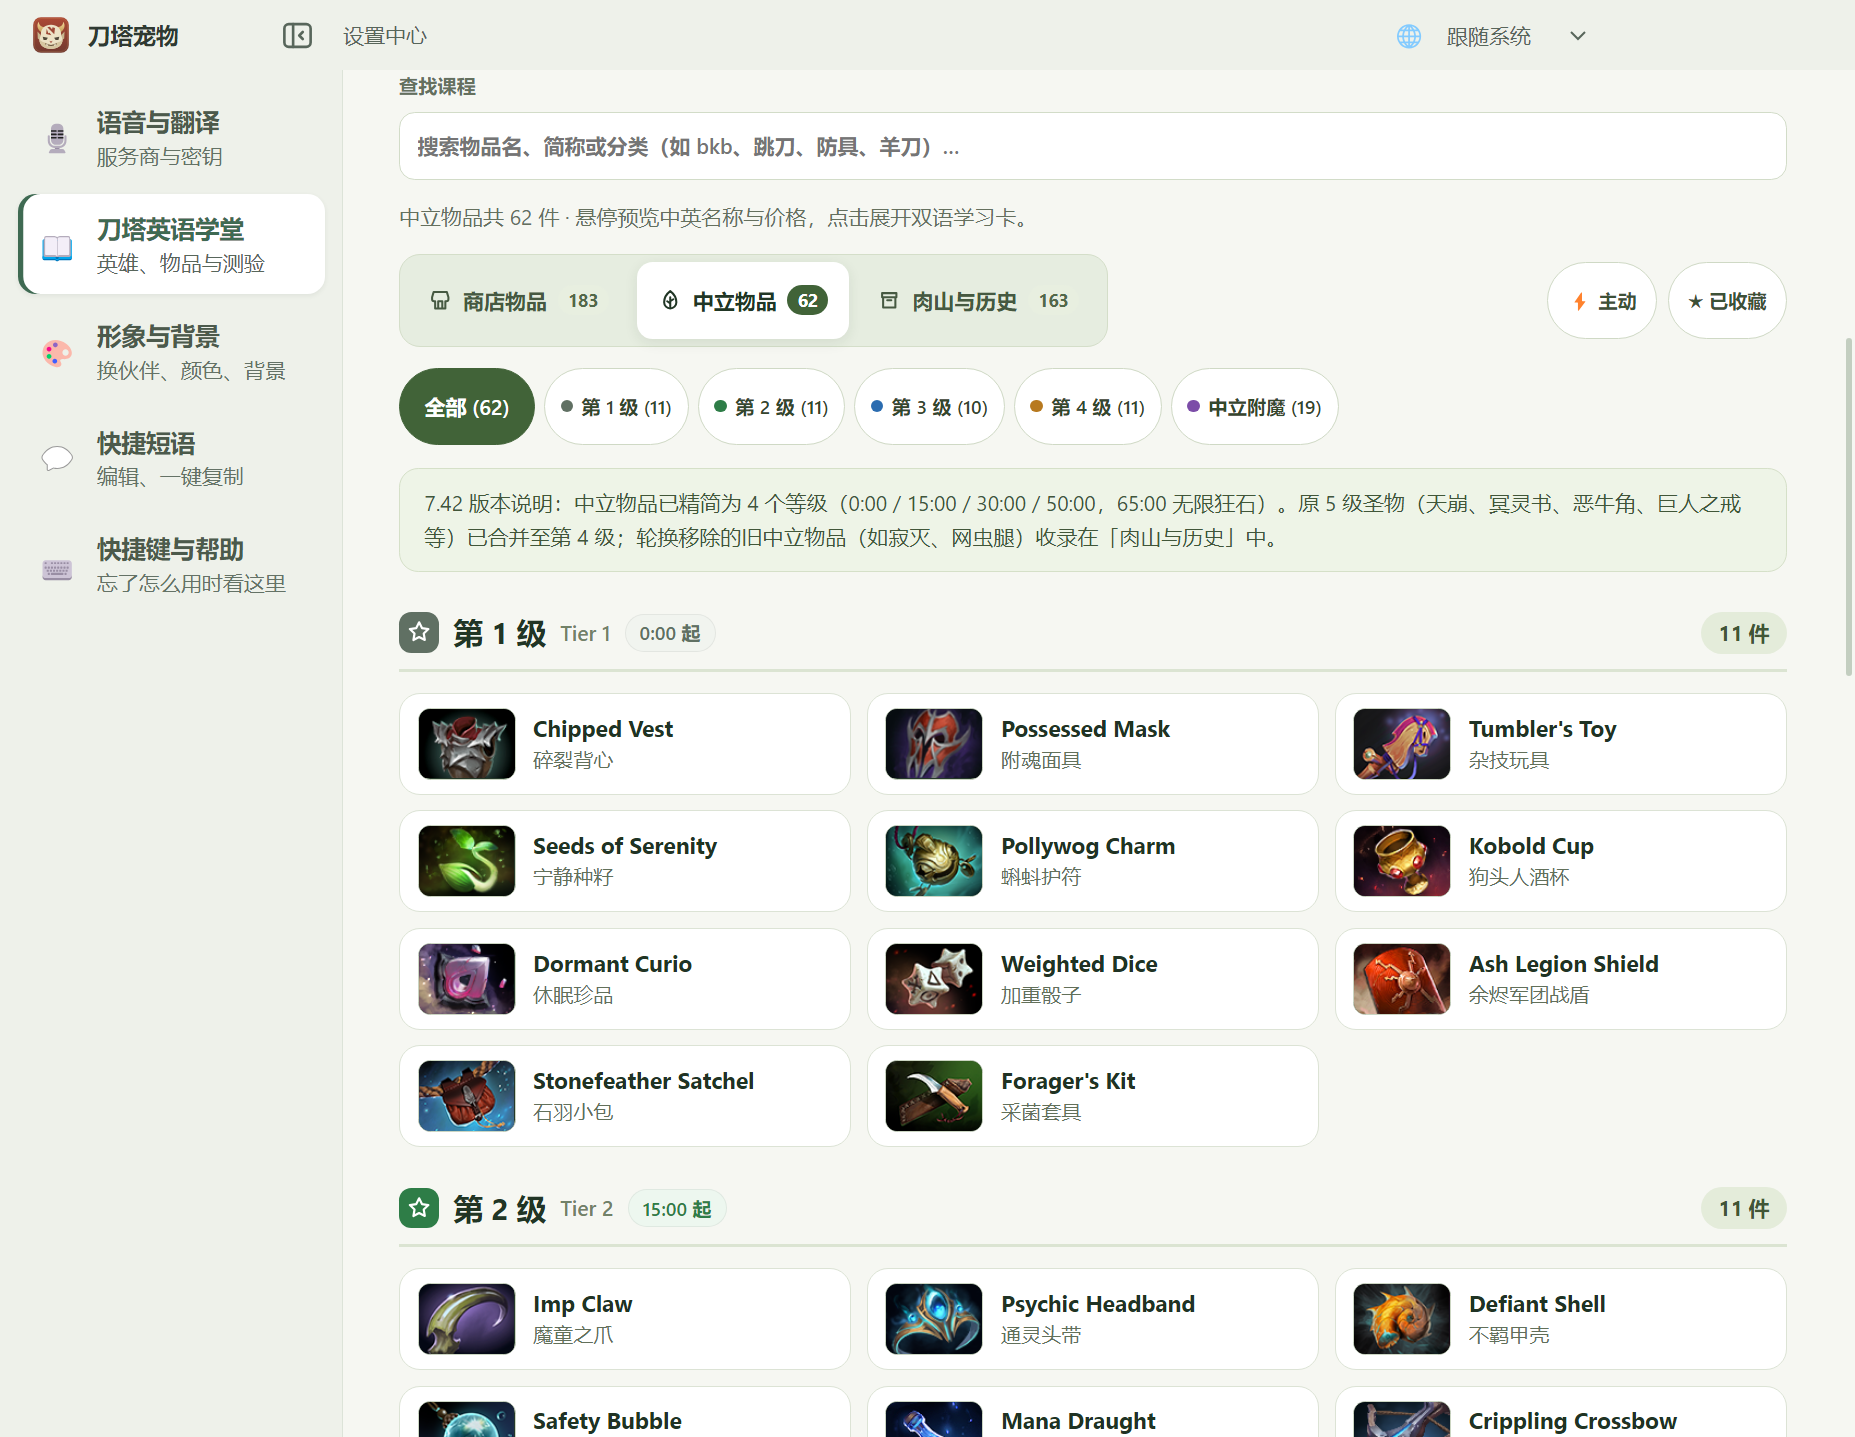 刀塔宠物
设置中心
跟随系统
语音与翻译
服务商与密钥
刀塔英语学堂
英雄、物品与测验
形象与背景
换伙伴、颜色、背景
快捷短语
编辑、一键复制
快捷键与帮助
忘了怎么用时看这里
查找课程
搜索物品名、简称或分类（如 bkb、跳刀、防具、羊刀）...
中立物品共 62 件 · 悬停预览中英名称与价格，点击展开双语学习卡。
商店物品 183
中立物品 62
肉山与历史 163
主动
★ 已收藏
全部 (62)
第 1 级 (11)
第 2 级 (11)
第 3 级 (10)
第 4 级 (11)
中立附魔 (19)
7.42 版本说明：中立物品已精简为 4 个等级（0:00 / 15:00 / 30:00 / 50:00，65:00 无限狂石）。原 5 级圣物（天崩、冥灵书、恶牛角、巨人之戒
等）已合并至第 4 级；轮换移除的旧中立物品（如寂灭、网虫腿）收录在「肉山与历史」中。
第 1 级 Tier 1 0:00 起
11 件
Chipped Vest
碎裂背心
Possessed Mask
附魂面具
Tumbler's Toy
杂技玩具
Seeds of Serenity
宁静种籽
Pollywog Charm
蝌蚪护符
Kobold Cup
狗头人酒杯
Dormant Curio
休眠珍品
Weighted Dice
加重骰子
Ash Legion Shield
余烬军团战盾
Stonefeather Satchel
石羽小包
Forager's Kit
采菌套具
第 2 级 Tier 2 15:00 起
11 件
Imp Claw
魔童之爪
Psychic Headband
通灵头带
Defiant Shell
不羁甲壳
Safety Bubble
Mana Draught
Crippling Crossbow